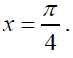 x = π/4.